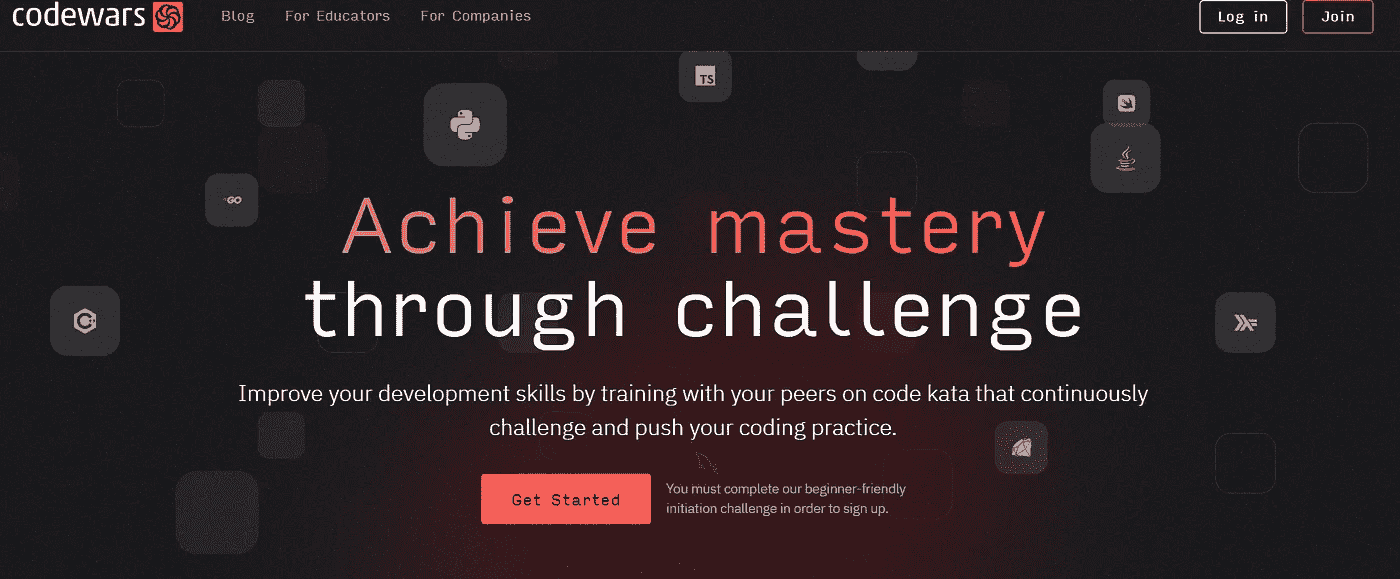 codewars
Blog
For Educators
For Companies
Log in
Join
TS
GO
Achieve mastery
through challenge
Improve your development skills by training with your peers on code kata that continuously
challenge and push your coding practice.
Get Started
You must complete our beginner-friendly
initiation challenge in order to sign up.